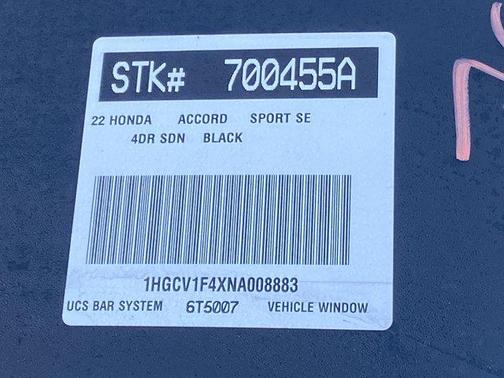 STK# 700455A
22 HONDA ACCORD SPORT SE
4DR SDN BLACK
1HGCV1F4XNA008883
UCS BAR SYSTEM 6T5007 VEHICLE WINDOW